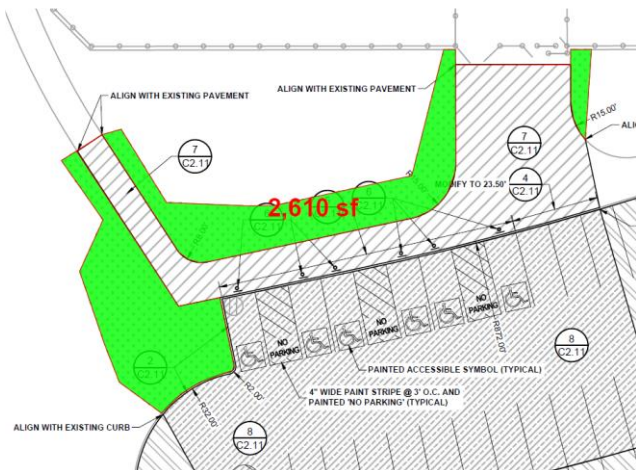 ALIGN WITH EXISTING PAVEMENT
ALIGN WITH EXISTING PAVEMENT
R15.00'
7
C2.11
7
C2.11
4
C2.11
MODIFY TO 23.50'
2,610 sf
NO
PARKING
NO
PARKING
NO
PARKING
R872.00'
8
C2.11
2
C2.11
PAINTED ACCESSIBLE SYMBOL (TYPICAL)
R2.00'
4" WIDE PAINT STRIPE @ 3' O.C. AND
PAINTED 'NO PARKING' (TYPICAL)
R32.00'
ALIGN WITH EXISTING CURB
8
C2.11